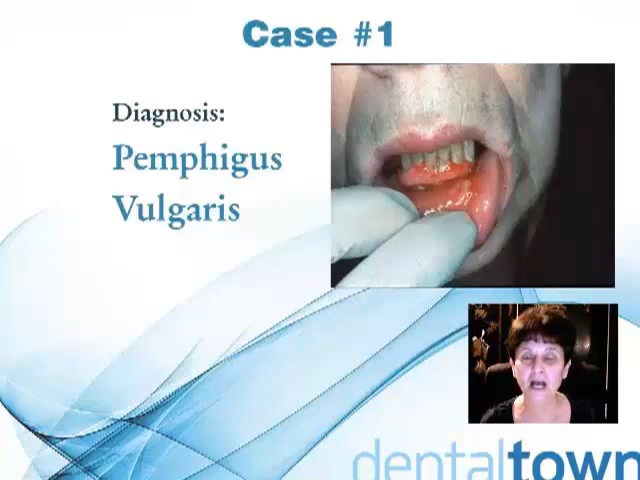 Case #1
Diagnosis:
Pemphigus
Vulgaris
dentaltown